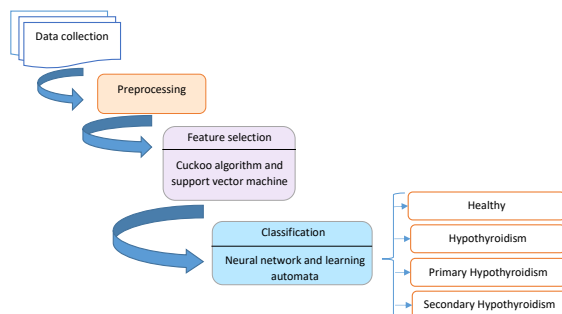 Data collection
Preprocessing
Feature selection
Cuckoo algorithm and
support vector machine
Classification
Neural network and learning
automata
Healthy
Hypothyroidism
Primary Hypothyroidism
Secondary Hypothyroidism